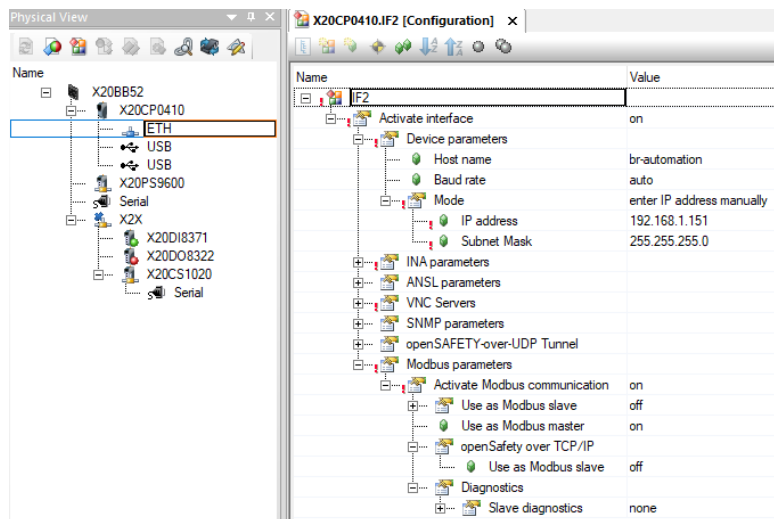 Physical View
Name
X20BB52
X20CP0410
ETH
USB
USB
X20PS9600
Serial
X2X
X20DI8371
X20DO8322
X20CS1020
Serial
X20CP0410.IF2 [Configuration]
Name Value
IF2
Activate interface on
Device parameters
Host name br-automation
Baud rate auto
Mode enter IP address manually
IP address 192.168.1.151
Subnet Mask 255.255.255.0
INA parameters
ANSL parameters
VNC Servers
SNMP parameters
openSAFETY-over-UDP Tunnel
Modbus parameters
Activate Modbus communication on
Use as Modbus slave off
Use as Modbus master on
openSafety over TCP/IP
Use as Modbus slave off
Diagnostics
Slave diagnostics none